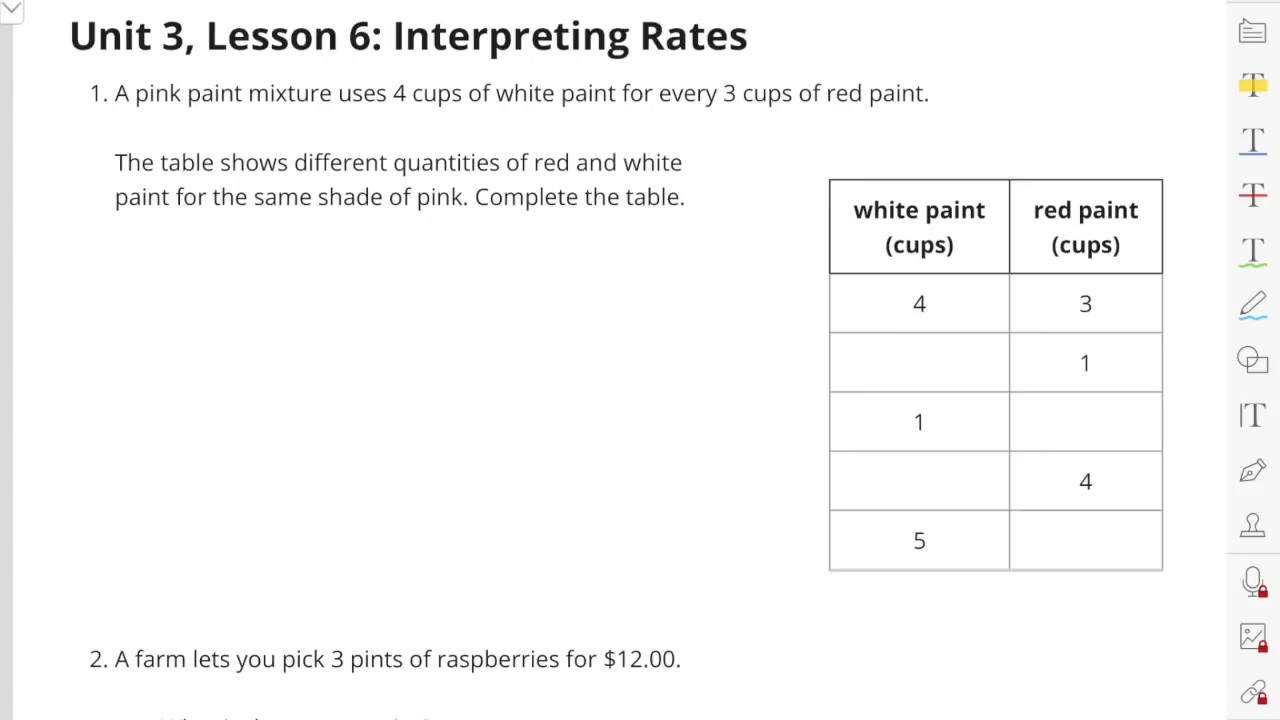 Unit 3, Lesson 6: Interpreting Rates
1. A pink paint mixture uses 4 cups of white paint for every 3 cups of red paint.
The table shows different quantities of red and white
paint for the same shade of pink. Complete the table.
white paint (cups) red paint (cups)
4 3
1
1
4
5
2. A farm lets you pick 3 pints of raspberries for $12.00.